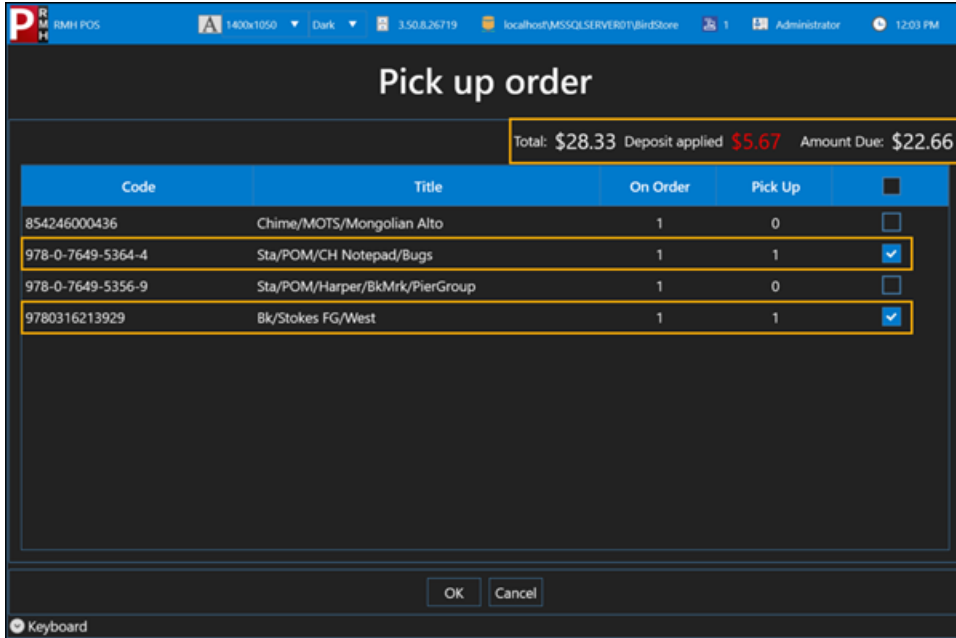 P RMH RMH POS A 1400x1050 Dark 3.50.8.26719 localhost\MSSQLSERVER01\BirdStore 1 Administrator 12:03 PM
Pick up order
Total: $28.33 Deposit applied $5.67 Amount Due: $22.66
Code Title On Order Pick Up
854246000436 Chime/MOTS/Mongolian Alto 1 0
978-0-7649-5364-4 Sta/POM/CH Notepad/Bugs 1 1
978-0-7649-5356-9 Sta/POM/Harper/BkMrk/PierGroup 1 0
9780316213929 Bk/Stokes FG/West 1 1
OK Cancel
Keyboard